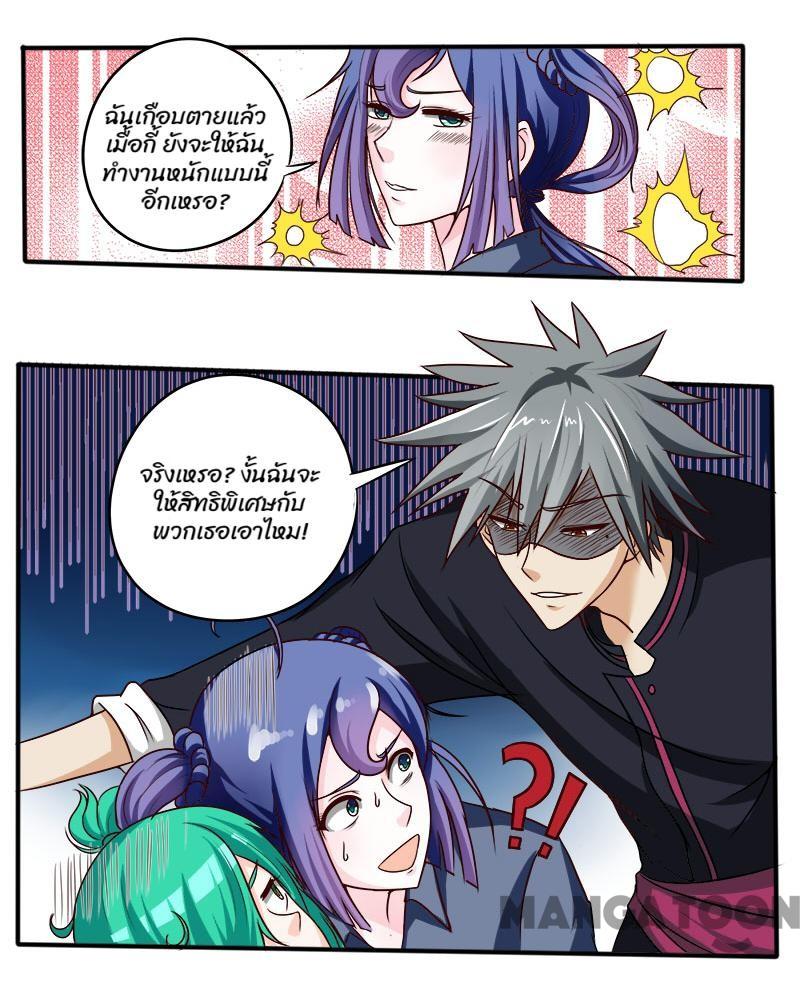 ฉันเกือบตายแล้ว
เมื่อกี้ ยังจะให้ฉัน
ทำงานหนักแบบนี้
อีกเหรอ?
จริงเหรอ? งั้นฉันจะ
ให้สิทธิพิเศษกับ
พวกเธอเอาไหม!
?!
MANGATOON